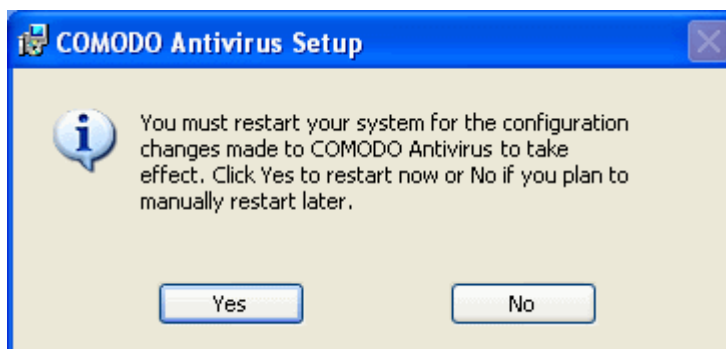 COMODO Antivirus Setup
You must restart your system for the configuration
changes made to COMODO Antivirus to take
effect. Click Yes to restart now or No if you plan to
manually restart later.
Yes No